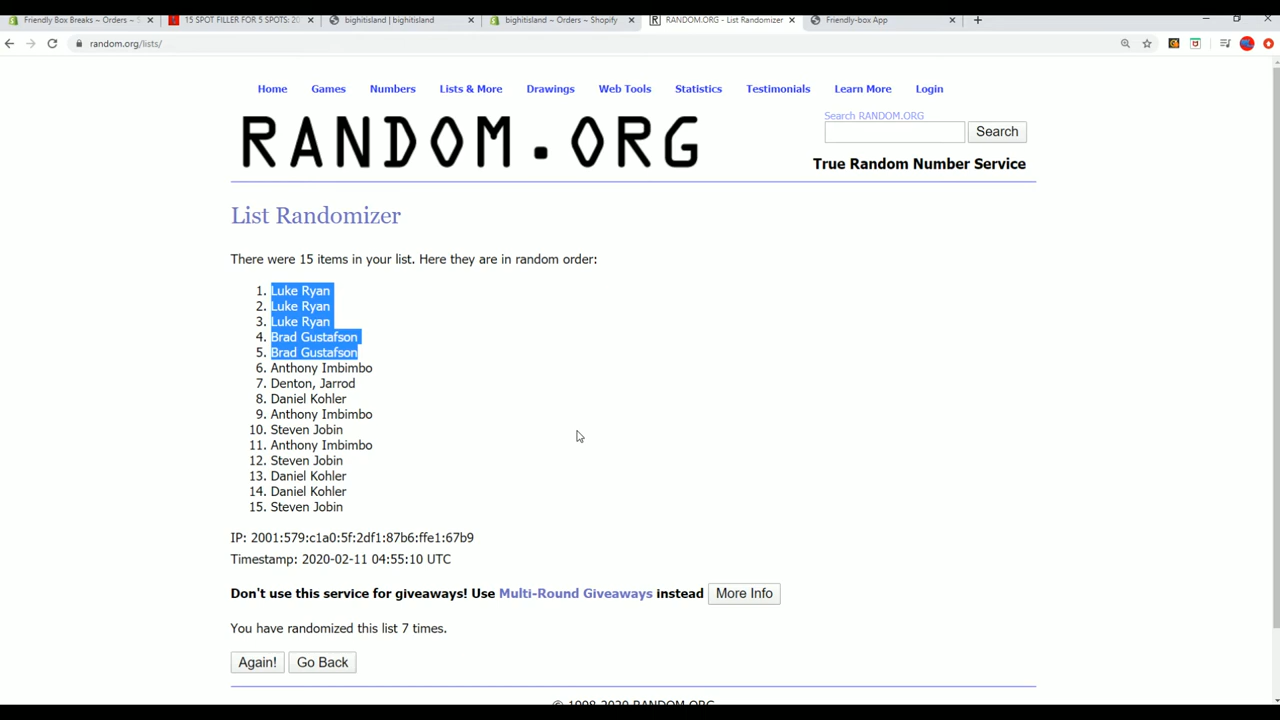 Friendly Box Breaks ~ Orders ~ S
15 SPOT FILLER FOR 5 SPOTS: 20
bighitisland | bighitisland
bighitisland ~ Orders ~ Shopify
RANDOM.ORG - List Randomizer
Friendly-box App
random.org/lists/
Home Games Numbers Lists & More Drawings Web Tools Statistics Testimonials Learn More Login
RANDOM.ORG
Search RANDOM.ORG
Search
True Random Number Service
List Randomizer
There were 15 items in your list. Here they are in random order:
1. Luke Ryan
2. Luke Ryan
3. Luke Ryan
4. Brad Gustafson
5. Brad Gustafson
6. Anthony Imbimbo
7. Denton, Jarrod
8. Daniel Kohler
9. Anthony Imbimbo
10. Steven Jobin
11. Anthony Imbimbo
12. Steven Jobin
13. Daniel Kohler
14. Daniel Kohler
15. Steven Jobin
IP: 2001:579:c1a0:5f:2df1:87b6:ffe1:67b9
Timestamp: 2020-02-11 04:55:10 UTC
Don't use this service for giveaways! Use Multi-Round Giveaways instead More Info
You have randomized this list 7 times.
Again! Go Back
© 1998-2020 RANDOM.ORG